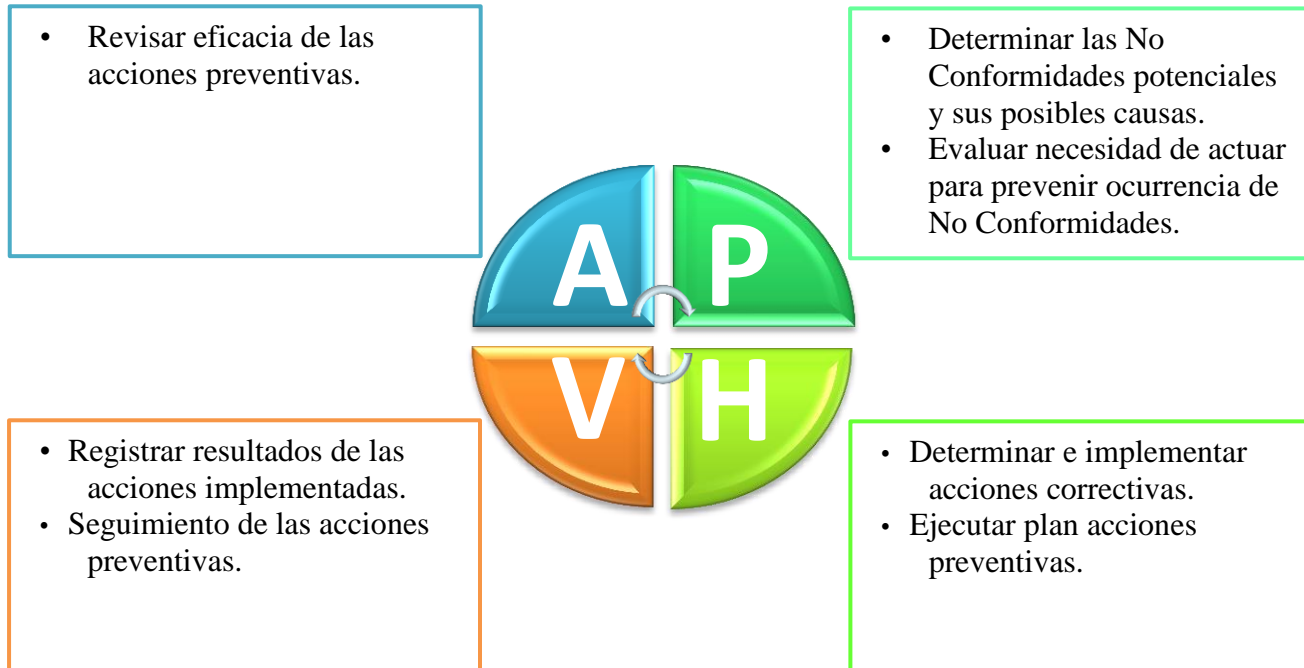 • Revisar eficacia de las
acciones preventivas.
• Determinar las No
Conformidades potenciales
y sus posibles causas.
• Evaluar necesidad de actuar
para prevenir ocurrencia de
No Conformidades.
A
P
V
H
• Registrar resultados de las
acciones implementadas.
• Seguimiento de las acciones
preventivas.
• Determinar e implementar
acciones correctivas.
• Ejecutar plan acciones
preventivas.